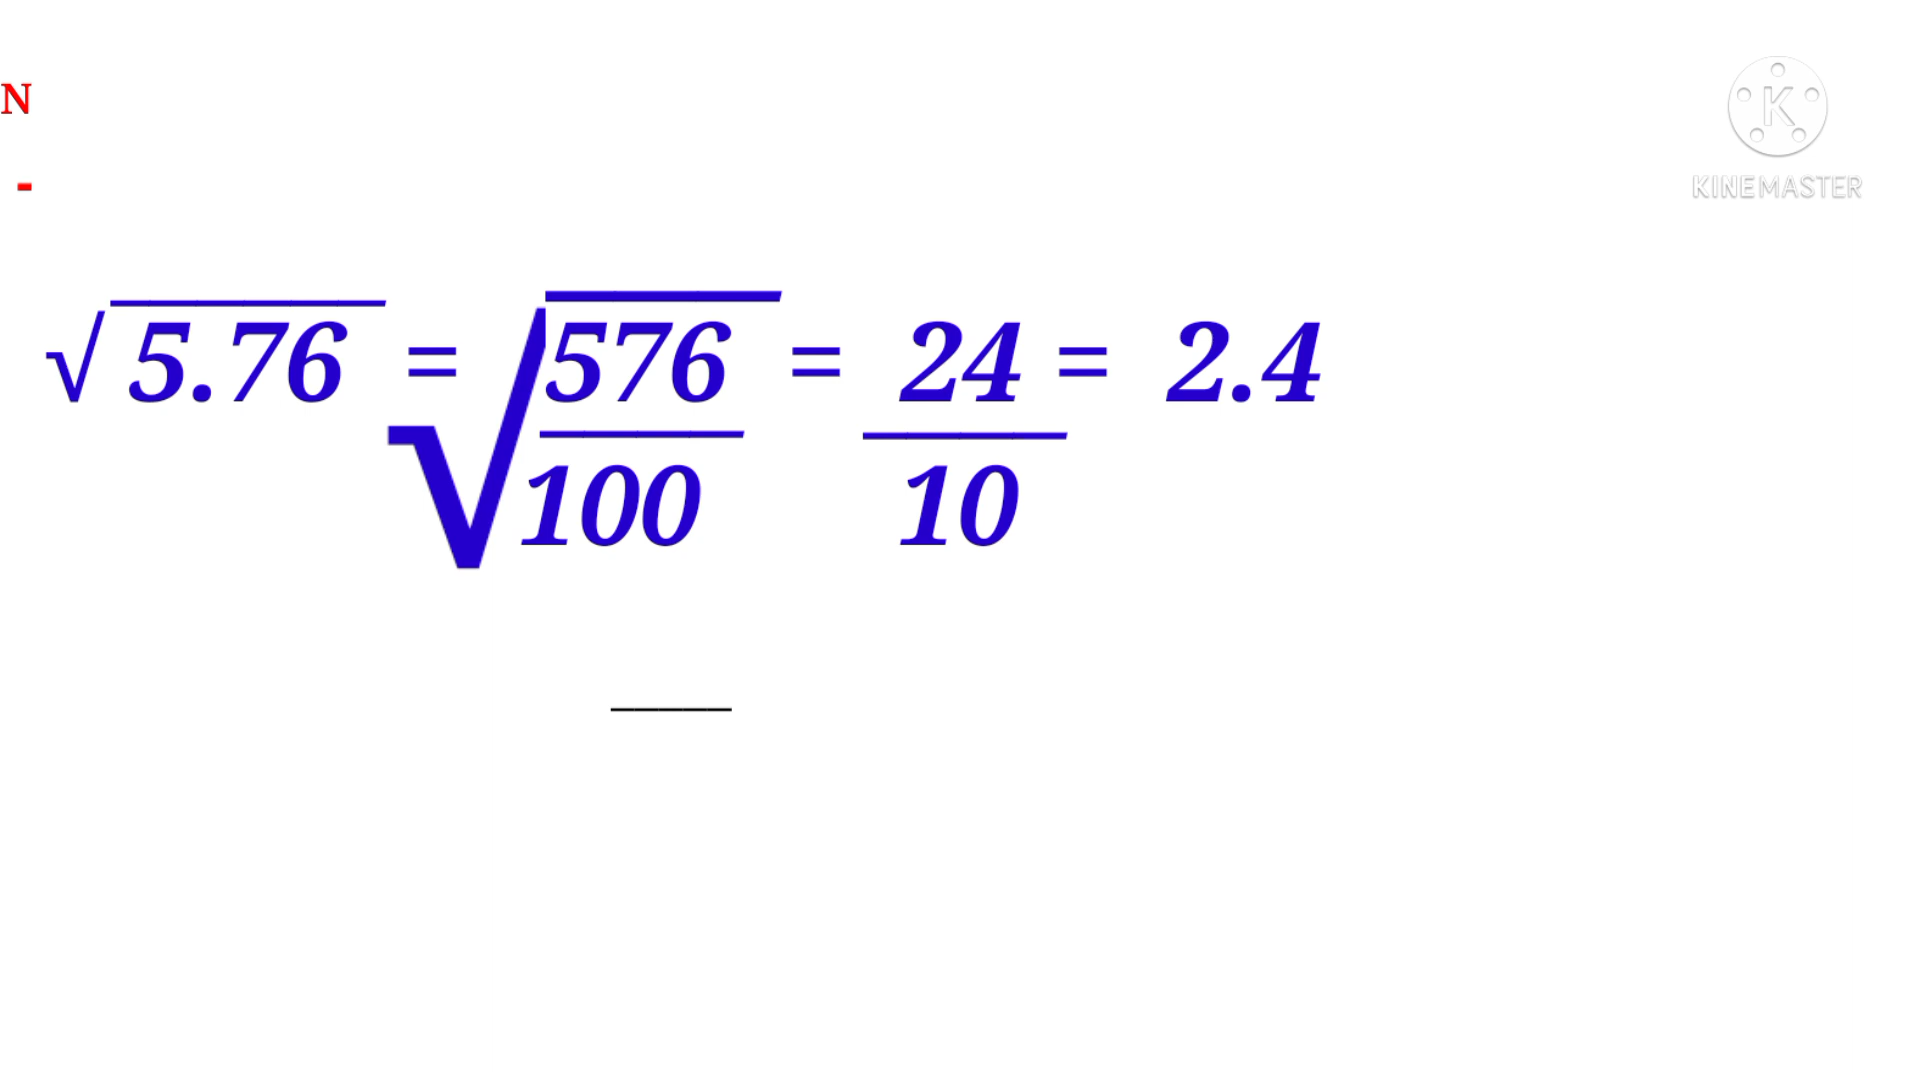 N
K
KINEMASTER
-
√5.76 = √576/100 = 24/10 = 2.4